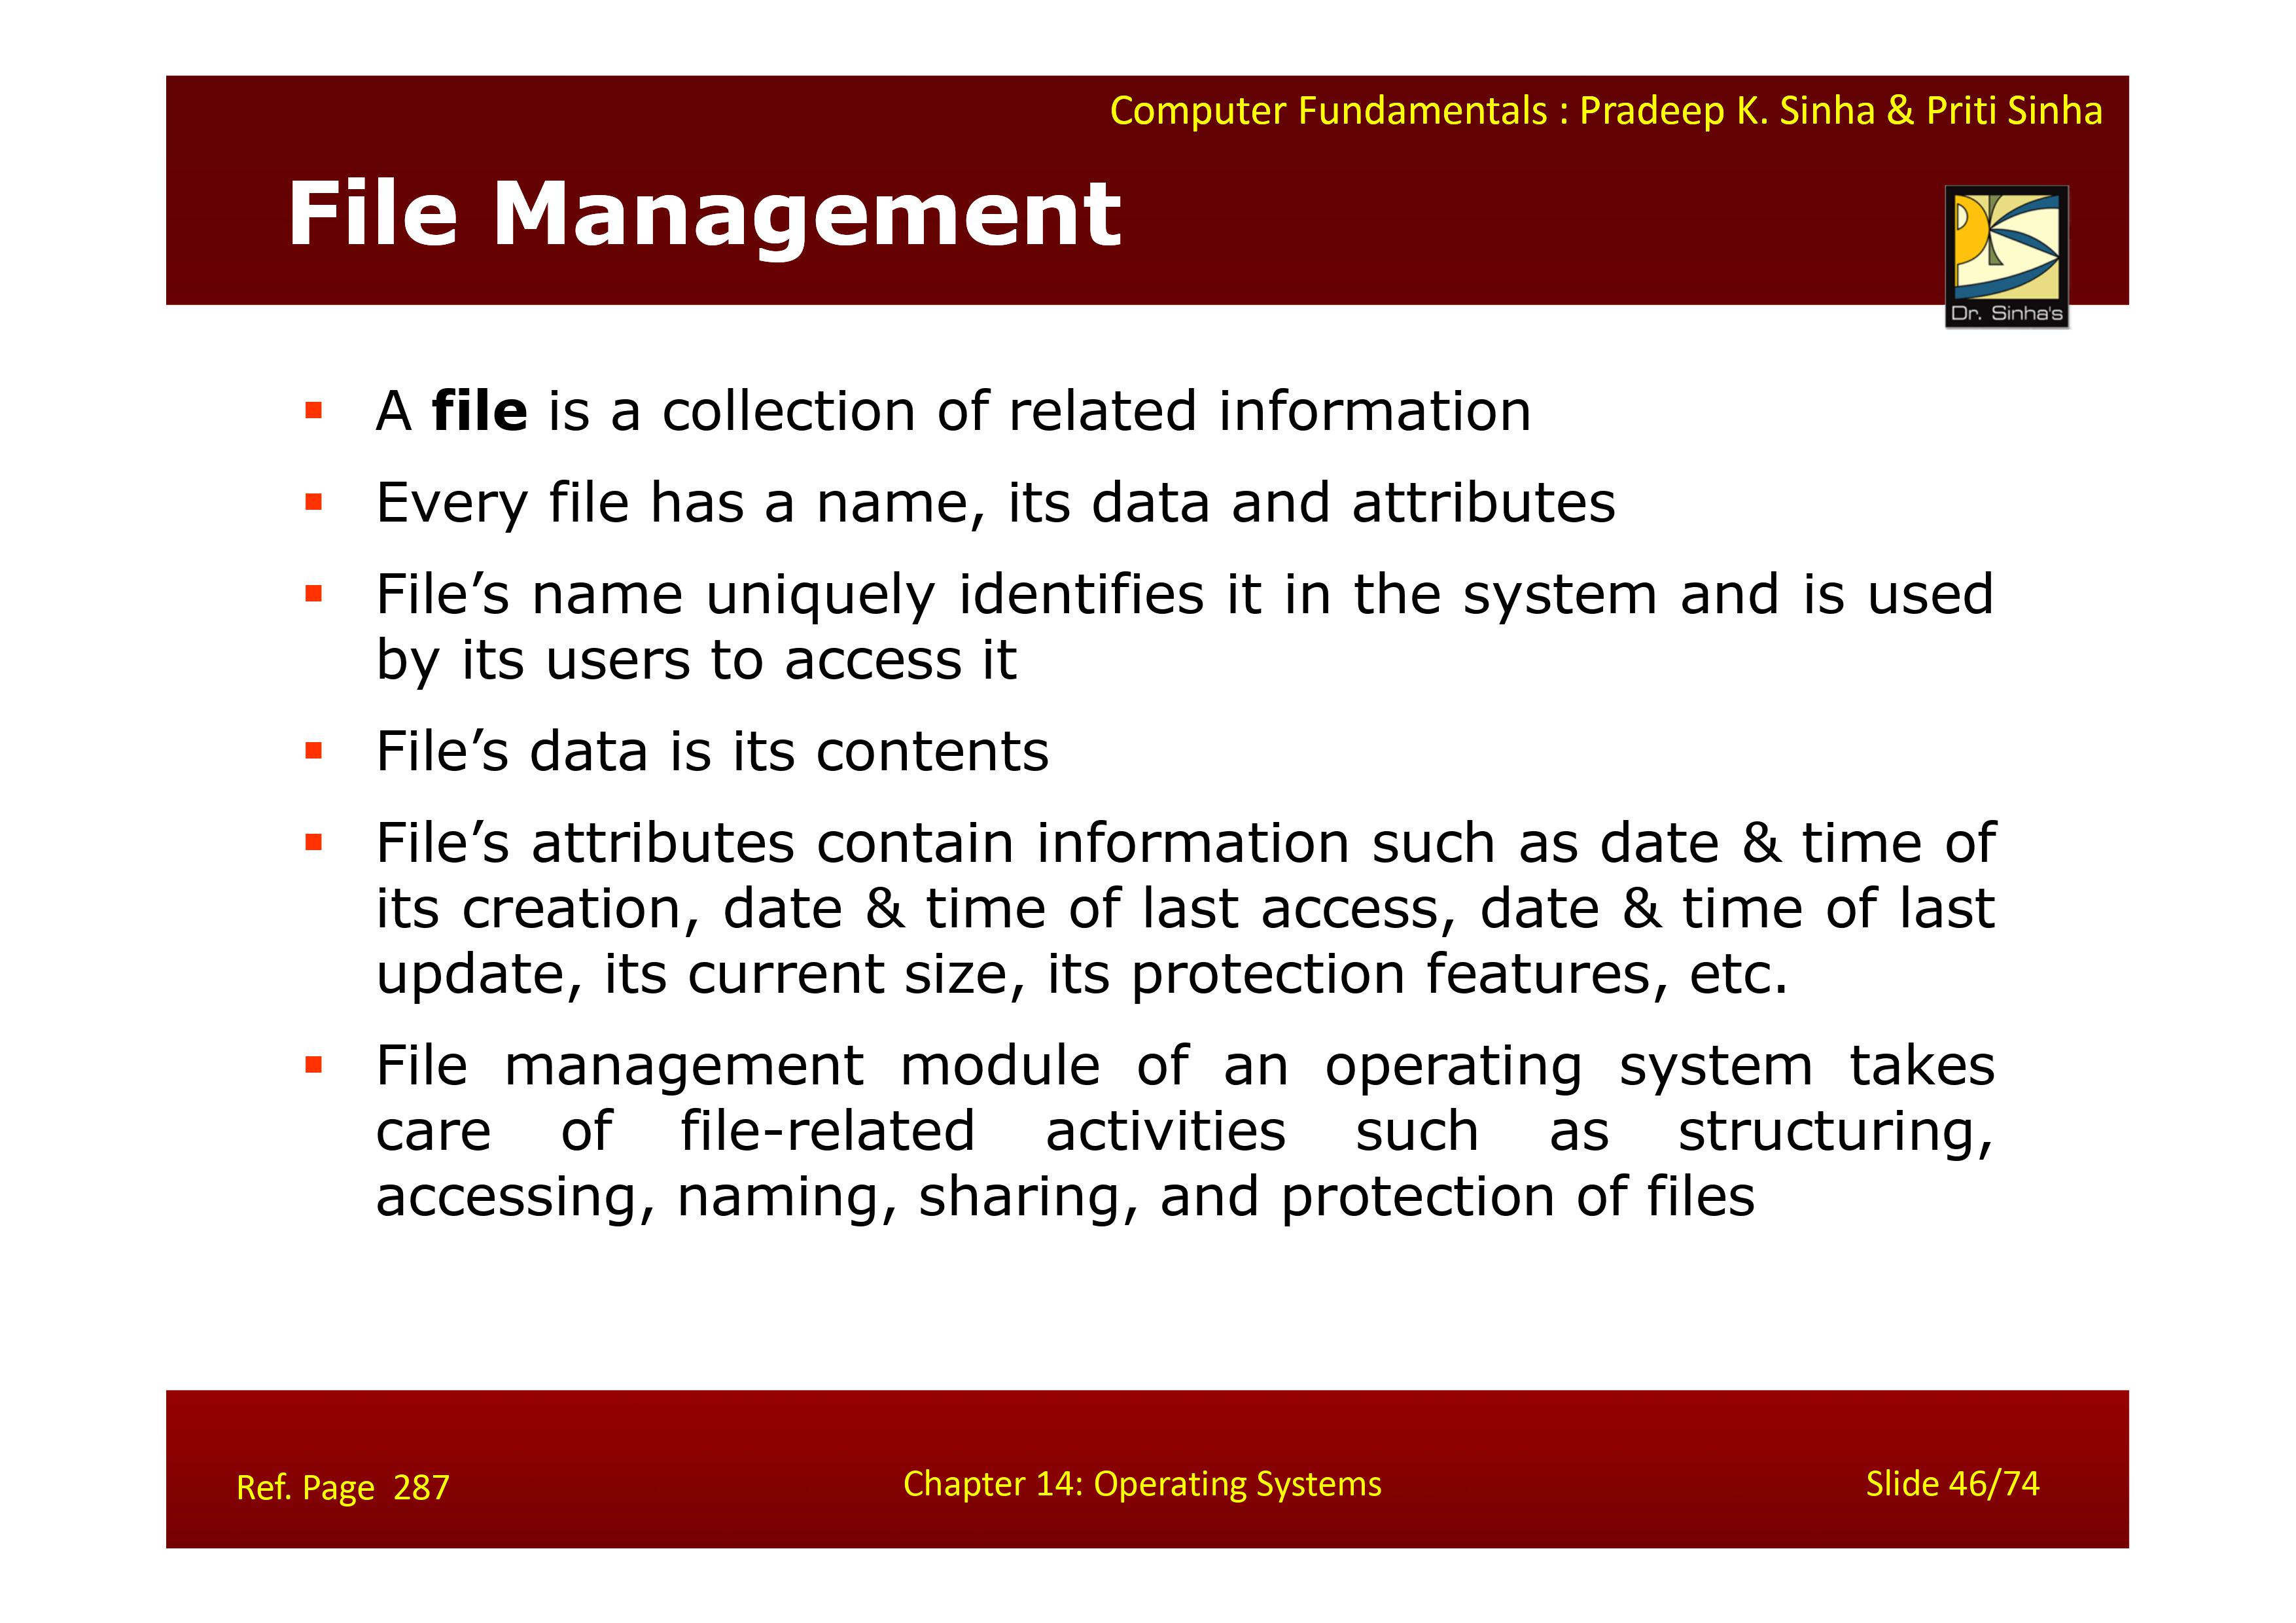 Computer Fundamentals : Pradeep K. Sinha & Priti Sinha
File Management
Dr. Sinha's
▪ A file is a collection of related information
▪ Every file has a name, its data and attributes
▪ File’s name uniquely identifies it in the system and is used
by its users to access it
▪ File’s data is its contents
▪ File’s attributes contain information such as date & time of
its creation, date & time of last access, date & time of last
update, its current size, its protection features, etc.
▪ File management module of an operating system takes
care of file-related activities such as structuring,
accessing, naming, sharing, and protection of files
Ref. Page 287
Chapter 14: Operating Systems
Slide 46/74